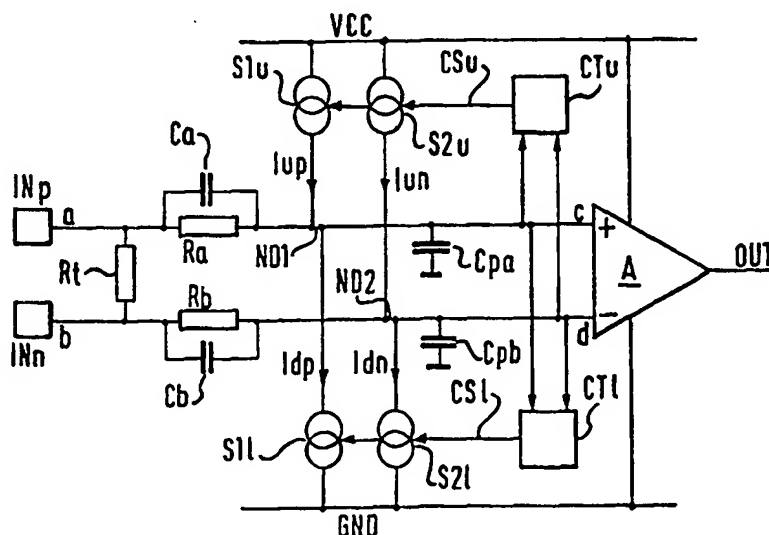 VCC
S1u
CSu
CTu
S2u
Ca
Iup
Iun
INp
a
Ra
ND1
c
+
Cpa
A
OUT
Rt
Rb
ND2
INn
b
−
d
Cb
Idp
Idn
Cpb
CSl
CTl
S1l
S2l
GND